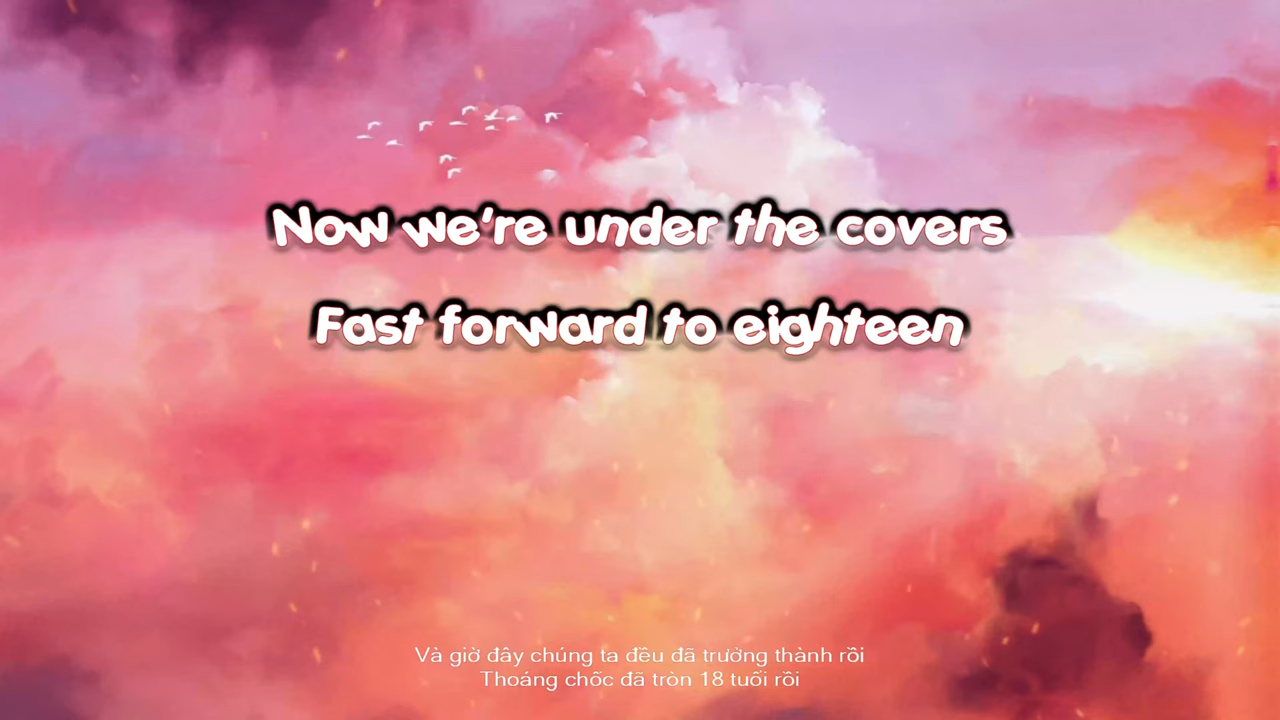 Now we're under the covers
Fast forward to eighteen
Và giờ đây chúng ta đều đã trưởng thành rồi
Thoáng chốc đã tròn 18 tuổi rồi